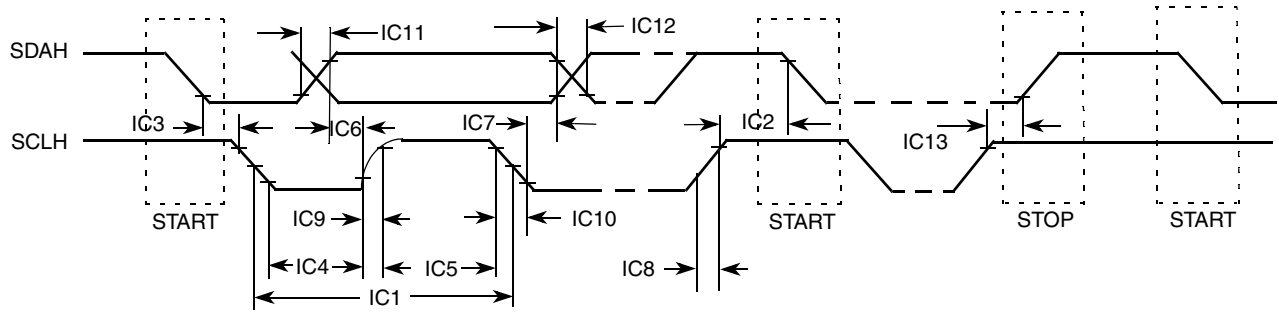 IC11
IC12
SDAH
IC3
IC6
IC7
IC2
IC13
SCLH
START
IC9
IC10
START
STOP
START
IC4
IC5
IC8
IC1